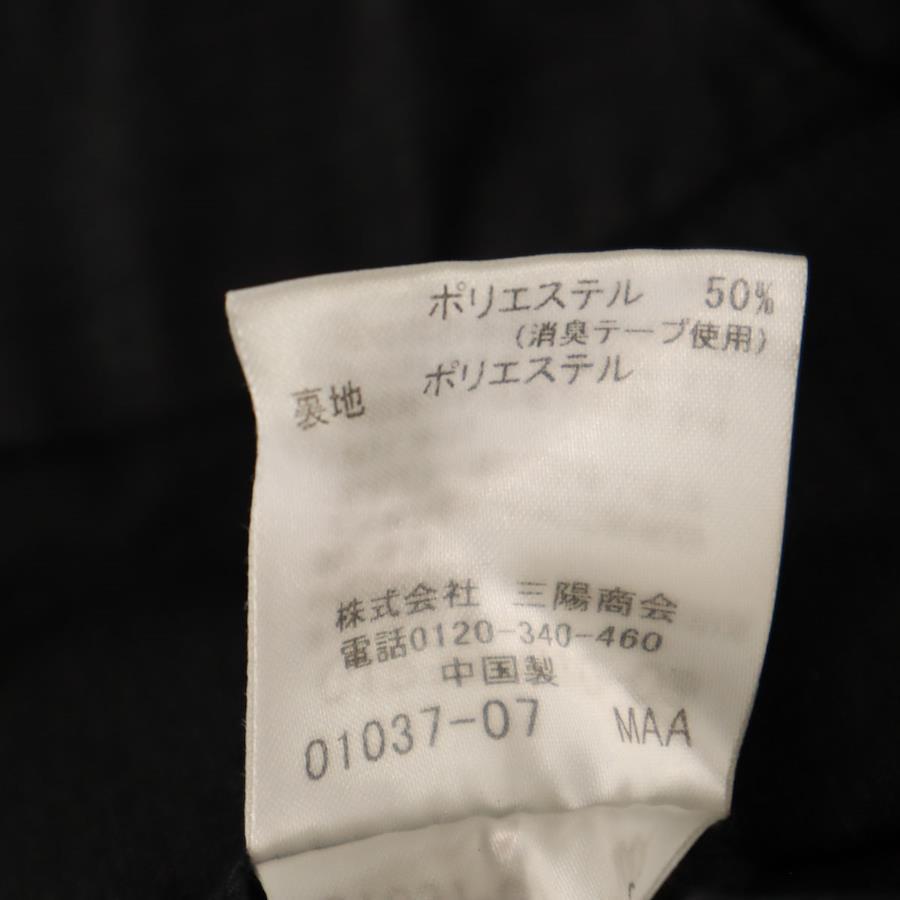 ポリエステル 50%
(消臭テープ使用)
裏地 ポリエステル
株式会社 三陽商会
電話0120-340-460
中国製
01037-07 MAA